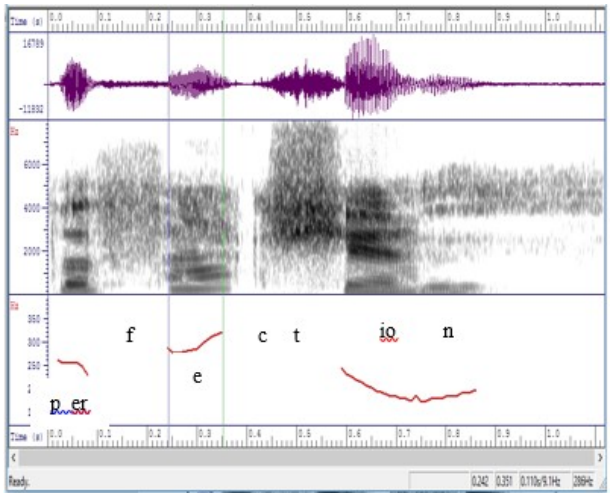 Time (s) 0.0 0.1 0.2 0.3 0.4 0.5 0.6 0.7 0.8 0.9 1.0
16789
-11882
Hz
6000
4000
2000
Hz
350
300
250
f c t io n
e
p er
Time (s) 0.0 0.1 0.2 0.3 0.4 0.5 0.6 0.7 0.8 0.9 1.0
Ready. 0.242 0.351 0.110s/9.1Hz 286Hz